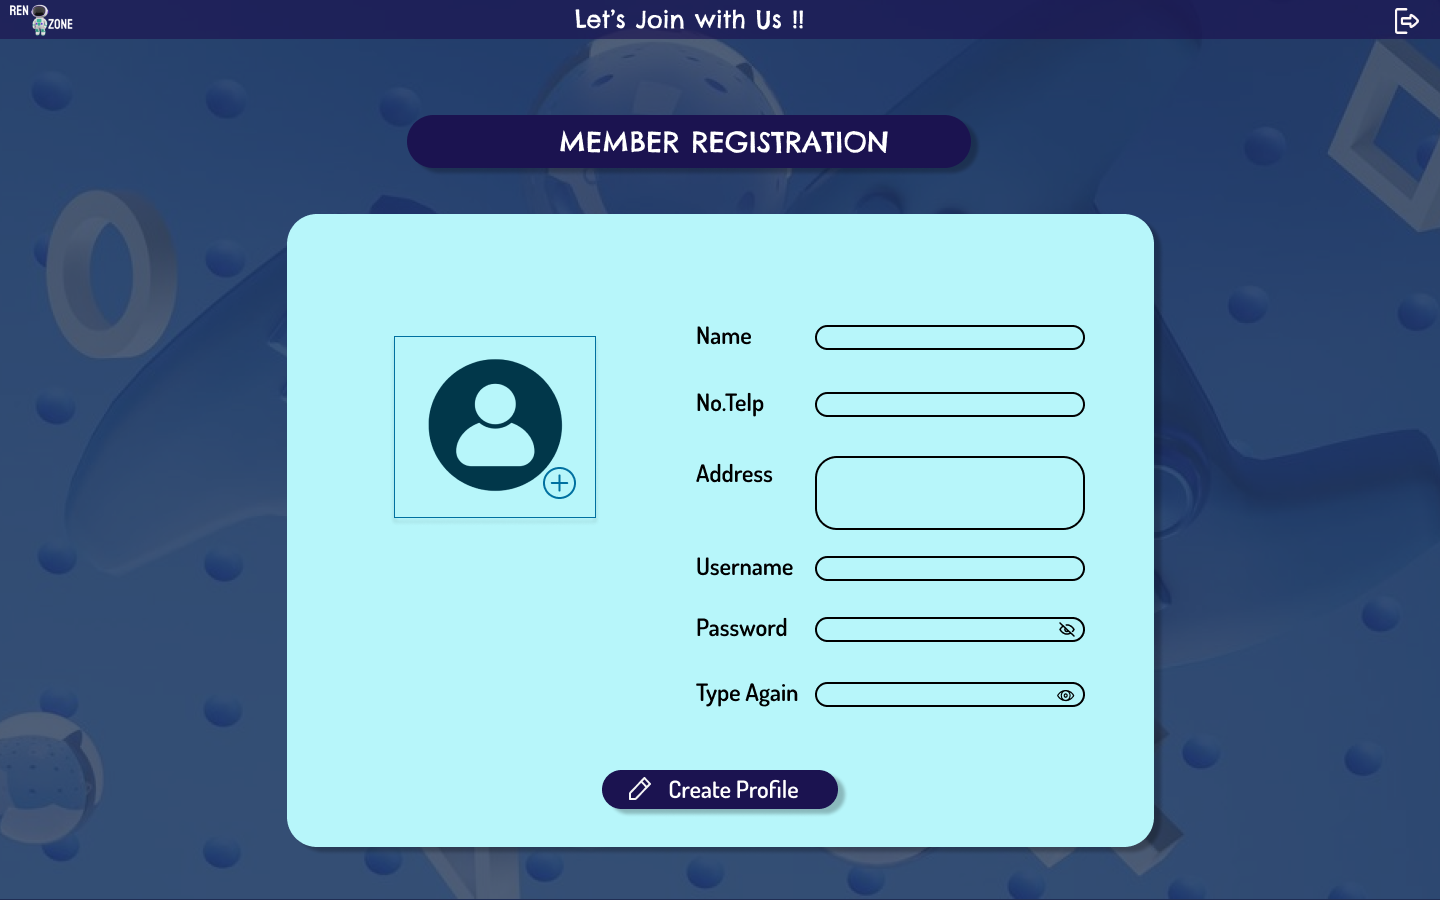 REN ZONE
Let's Join with Us !!
MEMBER REGISTRATION
Name
No.Telp
Address
Username
Password
Type Again
Create Profile